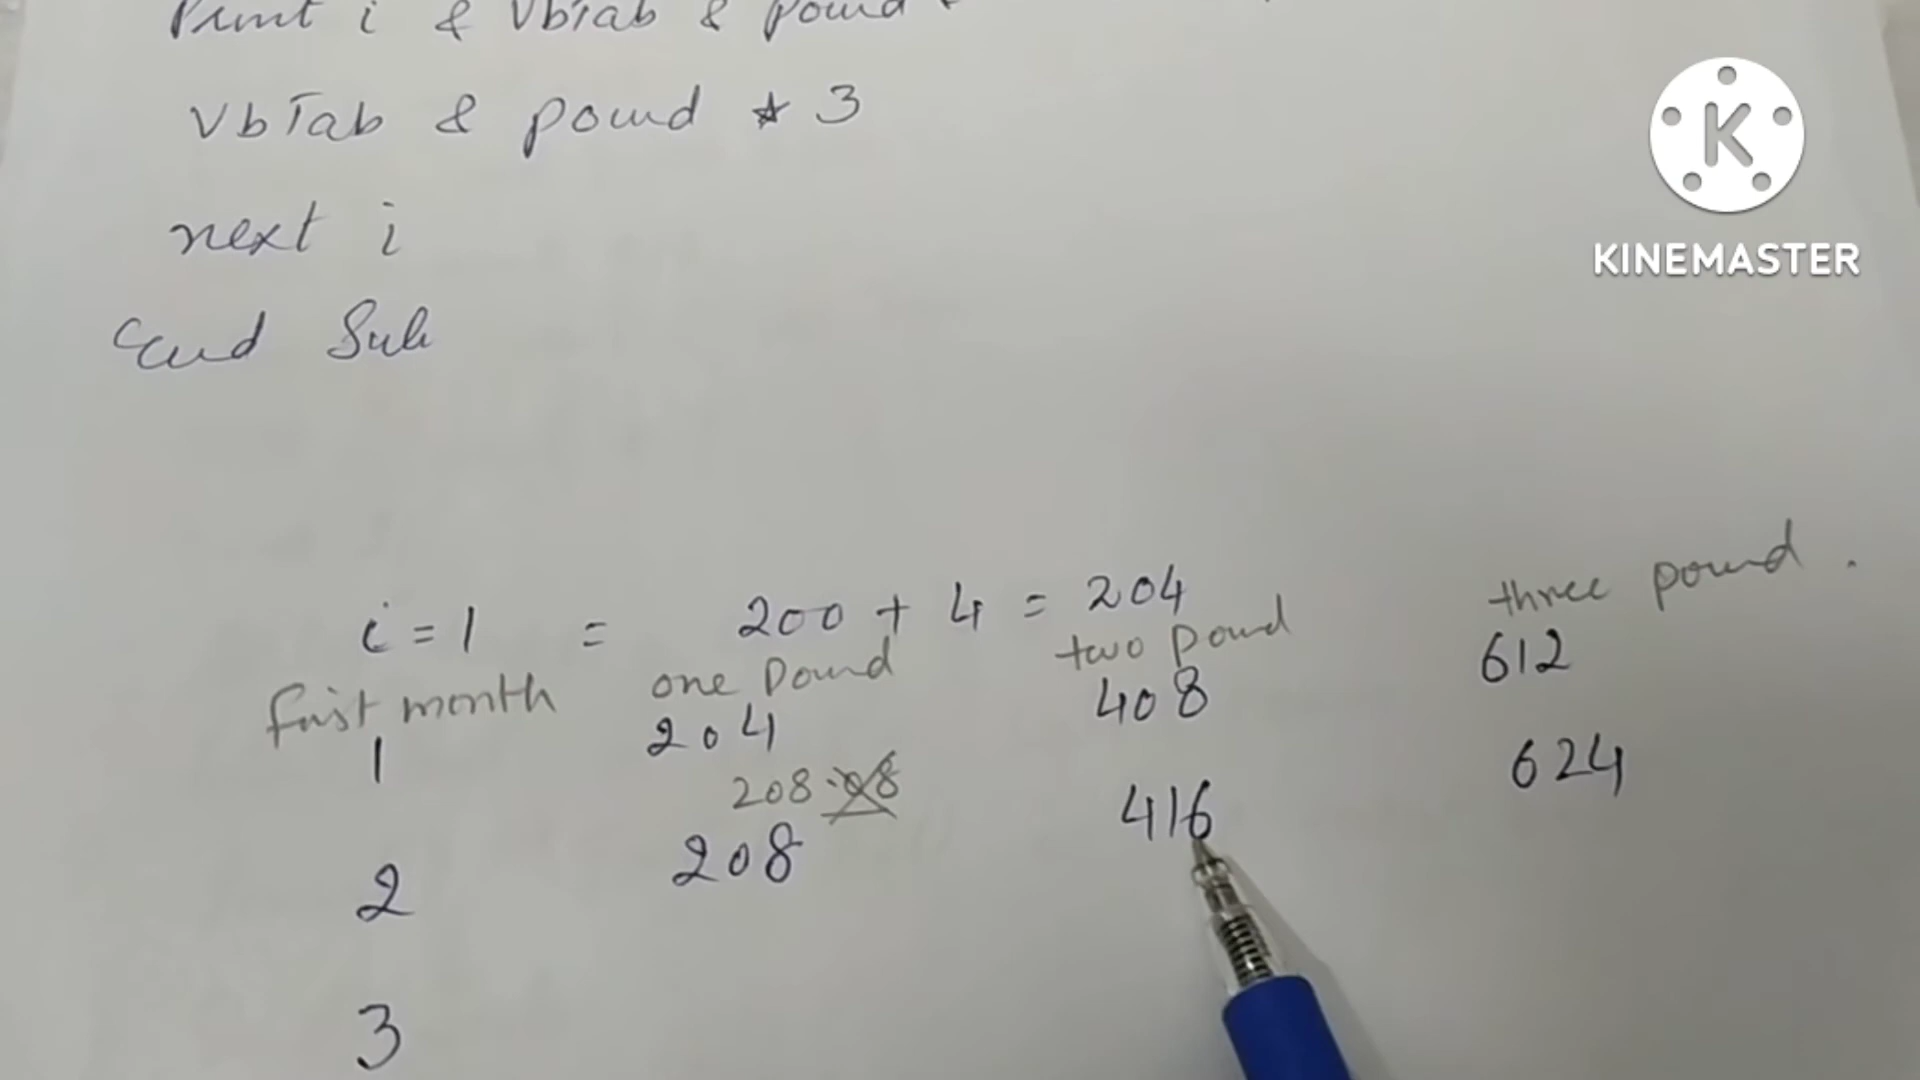 Print i & VbTab & pound *
VbTab & pound * 3
next i
End Sub
K
KINEMASTER
i = 1 = 200 + 4 = 204
first month one pound two pound three pound.
1 204 408 612
208.08
2 208 416 624
3